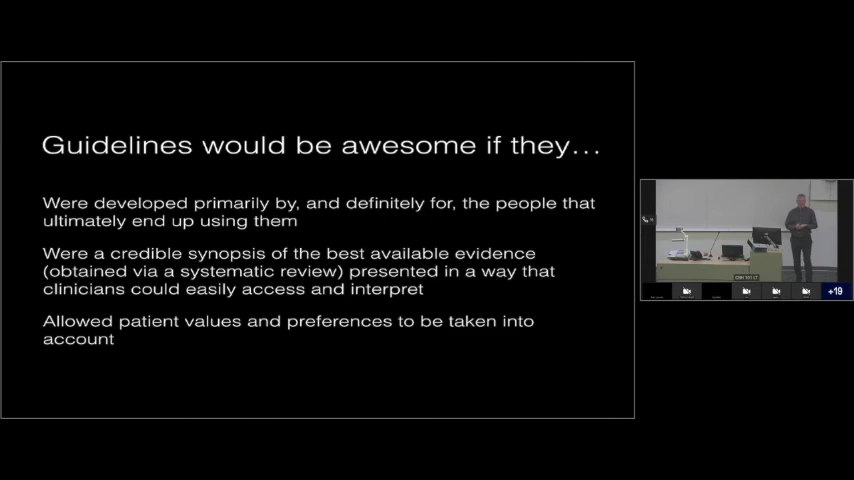 Guidelines would be awesome if they...
Were developed primarily by, and definitely for, the people that
ultimately end up using them
Were a credible synopsis of the best available evidence
(obtained via a systematic review) presented in a way that
clinicians could easily access and interpret
Allowed patient values and preferences to be taken into
account
+19